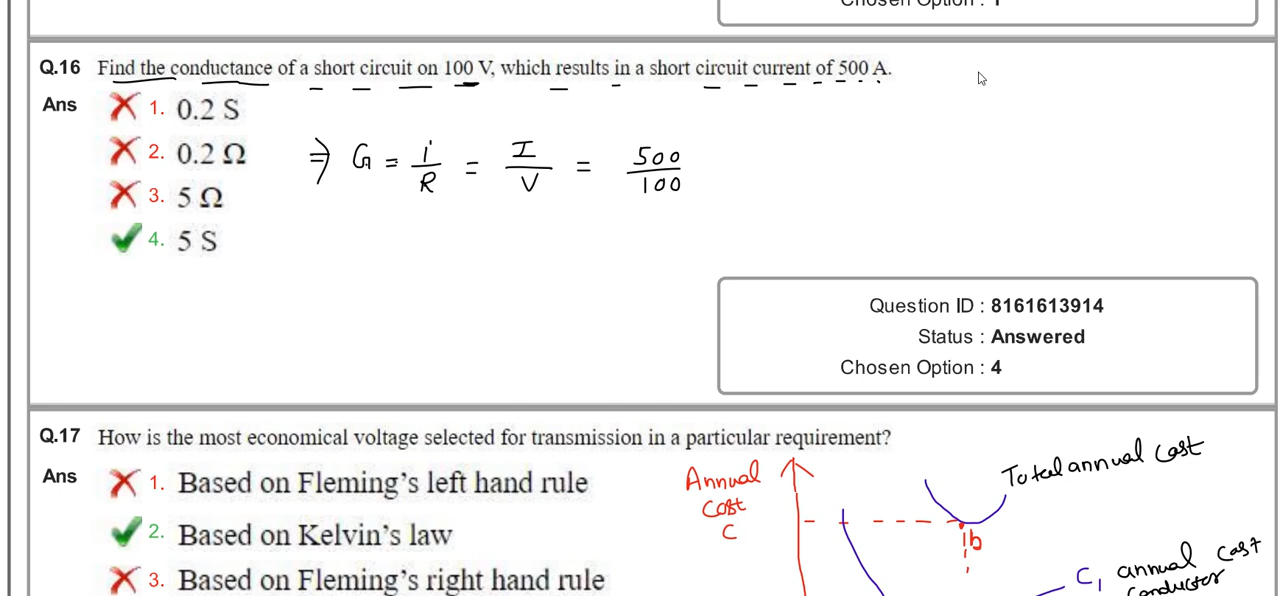 Chosen Option : 1
Q.16 Find the conductance of a short circuit on 100 V, which results in a short circuit current of 500 A.
Ans 1. 0.2 S
2. 0.2 Ω
3. 5 Ω
4. 5 S
⇒ G = 1/R = I/V = 500/100
Question ID : 8161613914
Status : Answered
Chosen Option : 4
Q.17 How is the most economical voltage selected for transmission in a particular requirement?
Ans 1. Based on Fleming's left hand rule
2. Based on Kelvin's law
3. Based on Fleming's right hand rule
Annual
Cost
C
Total annual cost
b
C1 annual cost
conductor